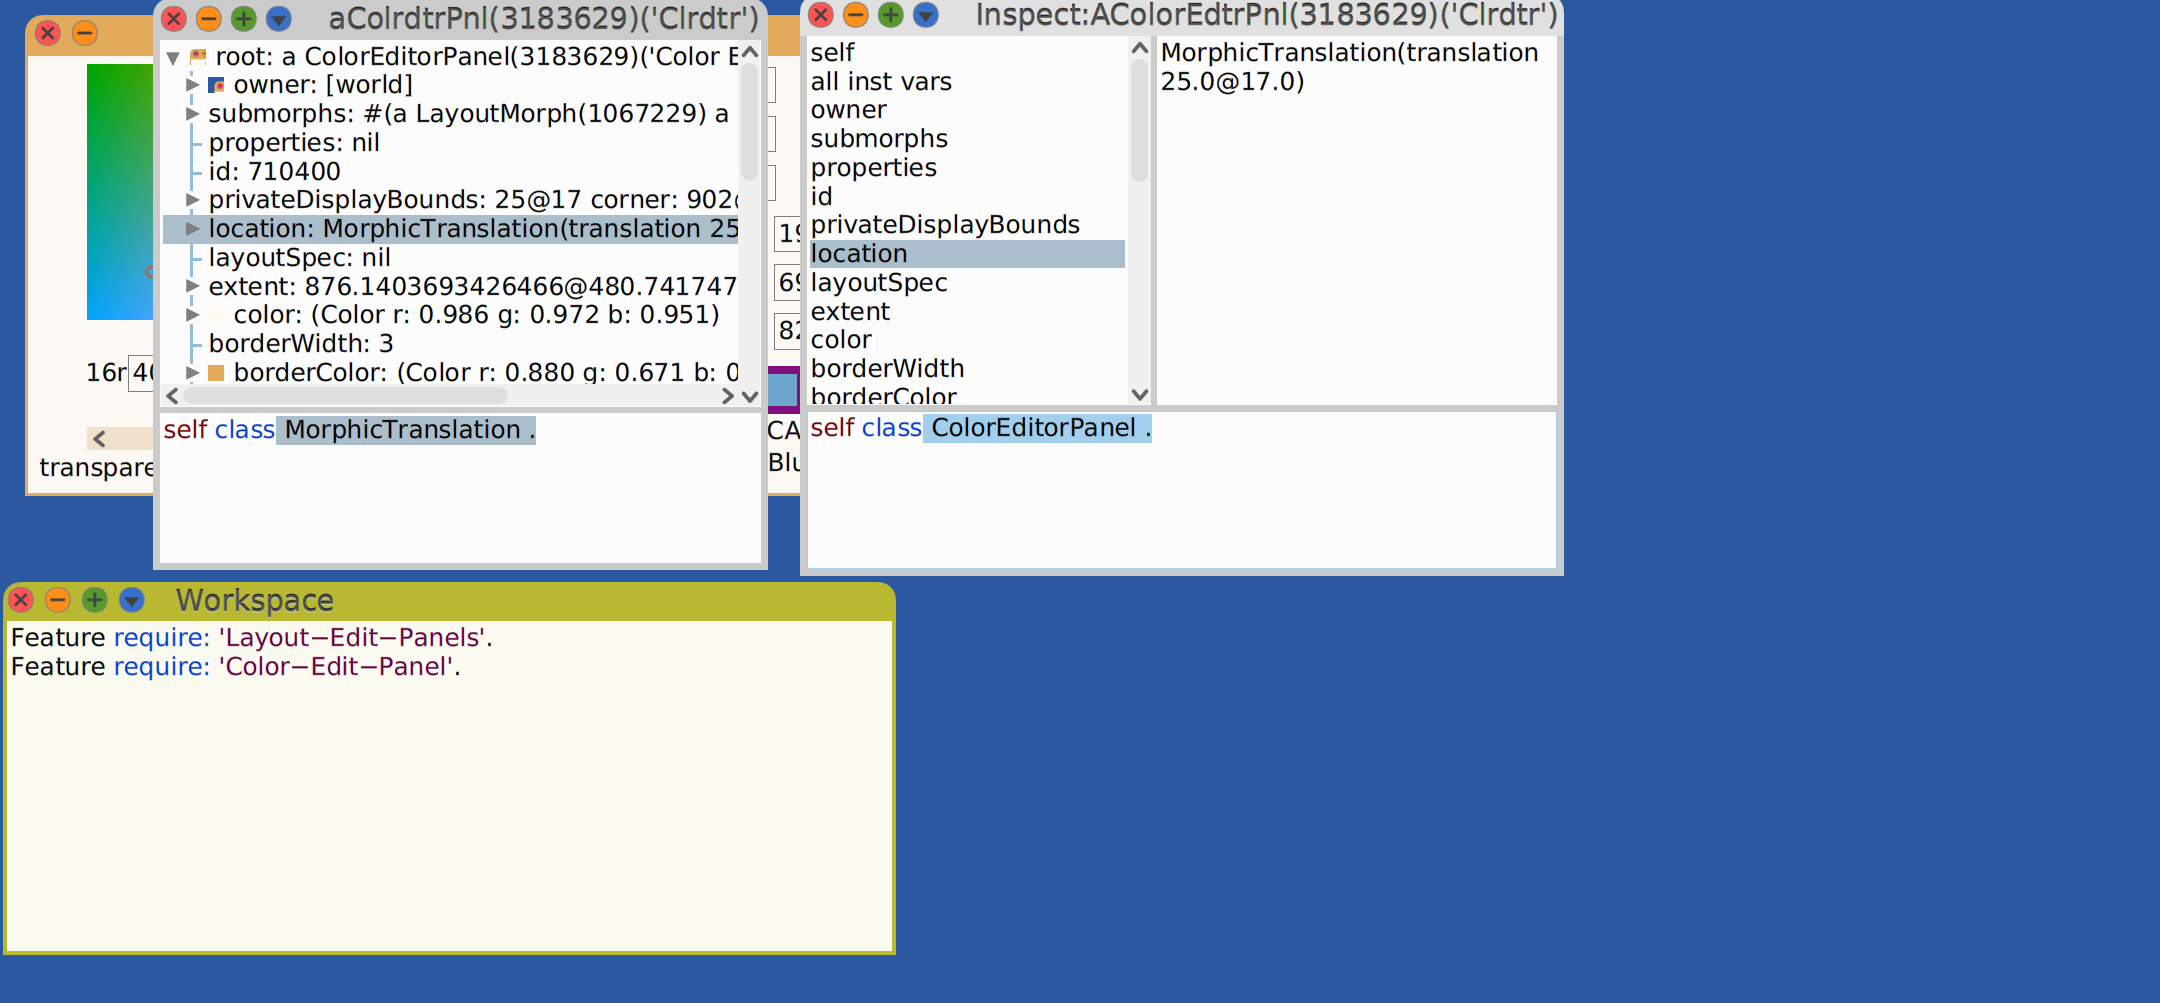 aColrdtrPnl(3183629)('Clrdtr')
root: a ColorEditorPanel(3183629)('Color E
owner: [world]
submorphs: #(a LayoutMorph(1067229) a
properties: nil
id: 710400
privateDisplayBounds: 25@17 corner: 902@
location: MorphicTranslation(translation 25
layoutSpec: nil
extent: 876.1403693426466@480.741747
color: (Color r: 0.986 g: 0.972 b: 0.951)
borderWidth: 3
borderColor: (Color r: 0.880 g: 0.671 b: 0
self class MorphicTranslation .
Inspect:AColorEdtrPnl(3183629)('Clrdtr')
self
all inst vars
owner
submorphs
properties
id
privateDisplayBounds
location
layoutSpec
extent
color
borderWidth
borderColor
MorphicTranslation(translation
25.0@17.0)
self class ColorEditorPanel .
16r 40
transpare
19
69
82
CA
Blu
Workspace
Feature require: 'Layout-Edit-Panels'.
Feature require: 'Color-Edit-Panel'.